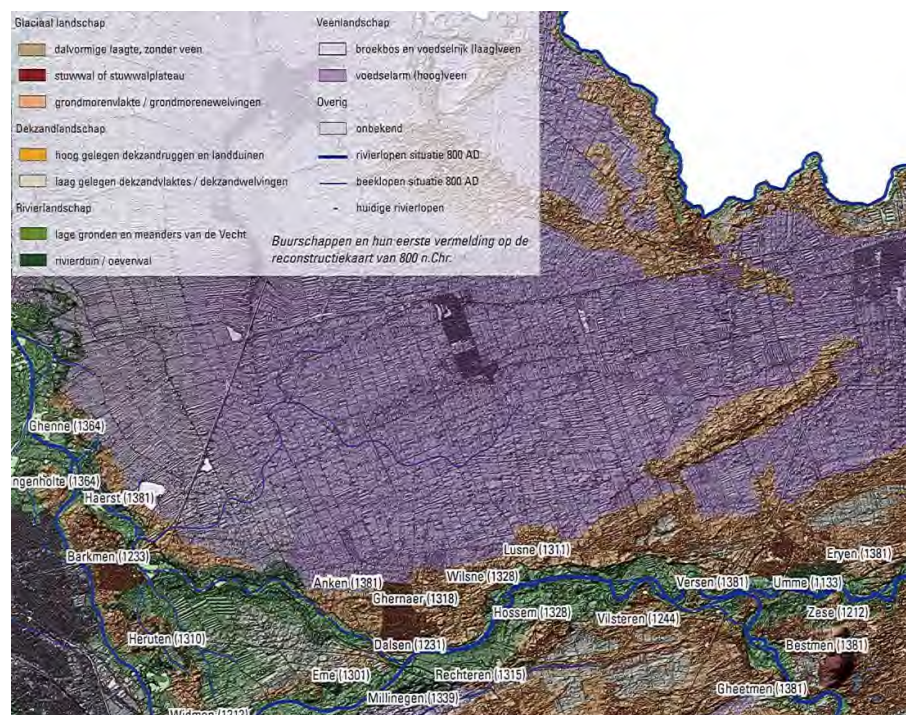 Glaciaal landschap
dalvormige laagte, zonder veen
stuwwal of stuwwalplateau
grondmorenvlakte / grondmorenewelvingen
Dekzandlandschap
hoog gelegen dekzandruggen en landduinen
laag gelegen dekzandvlaktes / dekzandwelvingen
Rivierlandschap
lage gronden en meanders van de Vecht
rivierduin / oeverwal
Veenlandschap
broekbos en voedselrijk (laag)veen
voedselarm (hoog)veen
Overig
onbekend
rivierlopen situatie 800 AD
beeklopen situatie 800 AD
huidige rivierlopen
Buurschappen en hun eerste vermelding op de
reconstructiekaart van 800 n.Chr.
Ghenne (1364)
ngenholte (1364)
Haerst (1381)
Barkmen (1233)
Lusne (1311)
Eryen (1381)
Anken (1381)
Wilsne (1328)
Versen (1381)
Umme (1133)
Ghernaer (1318)
Hossem (1328)
Vilsteren (1244)
Zese (1212)
Heruten (1310)
Dalsen (1231)
Bestmen (1381)
Eme (1301)
Rechteren (1315)
Gheetmen (1381)
Millinegen (1339)